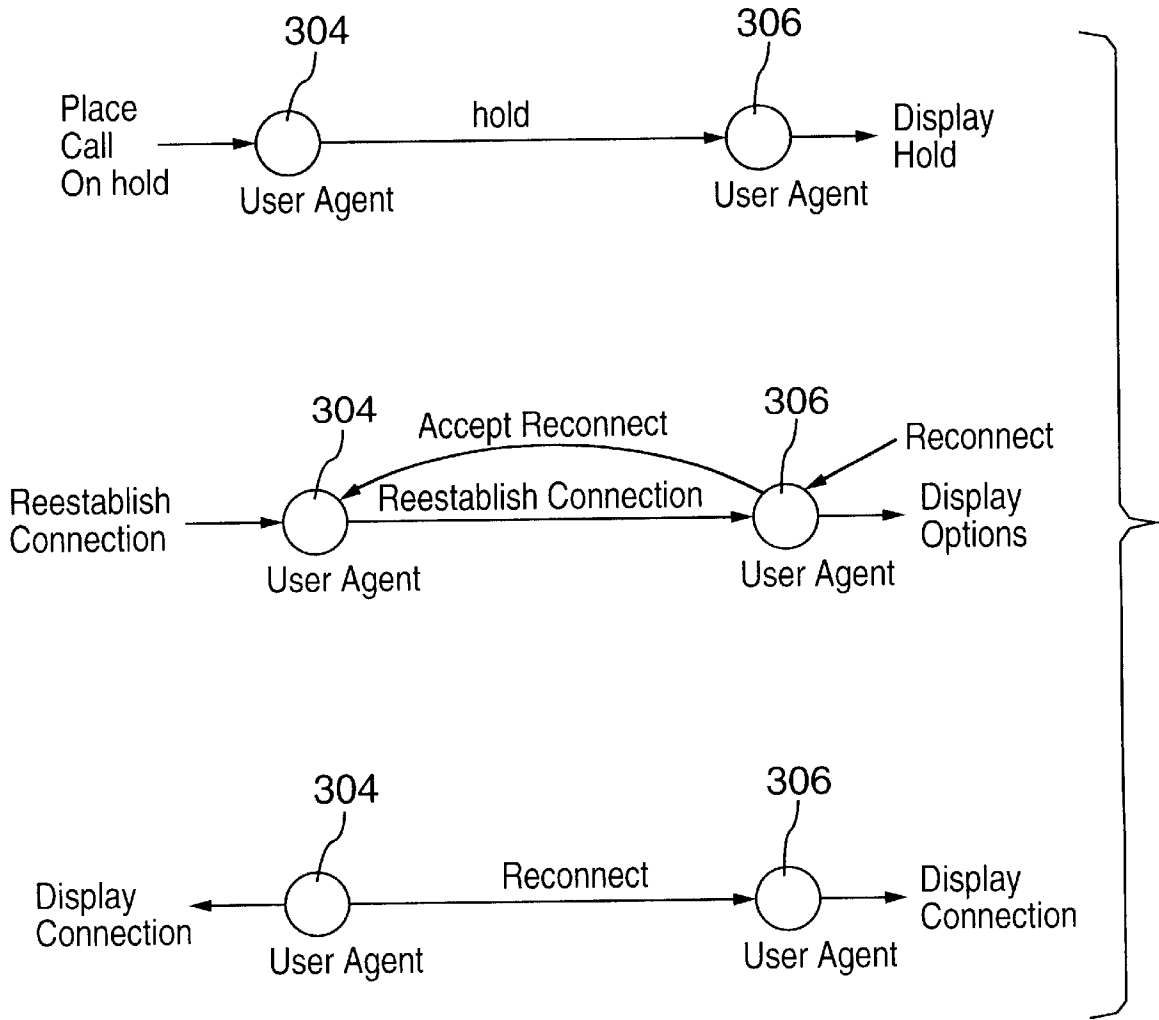 304
306
Place
Call
On hold
hold
Display
Hold
User Agent
User Agent
304
306
Accept Reconnect
Reconnect
Reestablish
Connection
Reestablish Connection
Display
Options
User Agent
User Agent
304
306
Display
Connection
Reconnect
Display
Connection
User Agent
User Agent